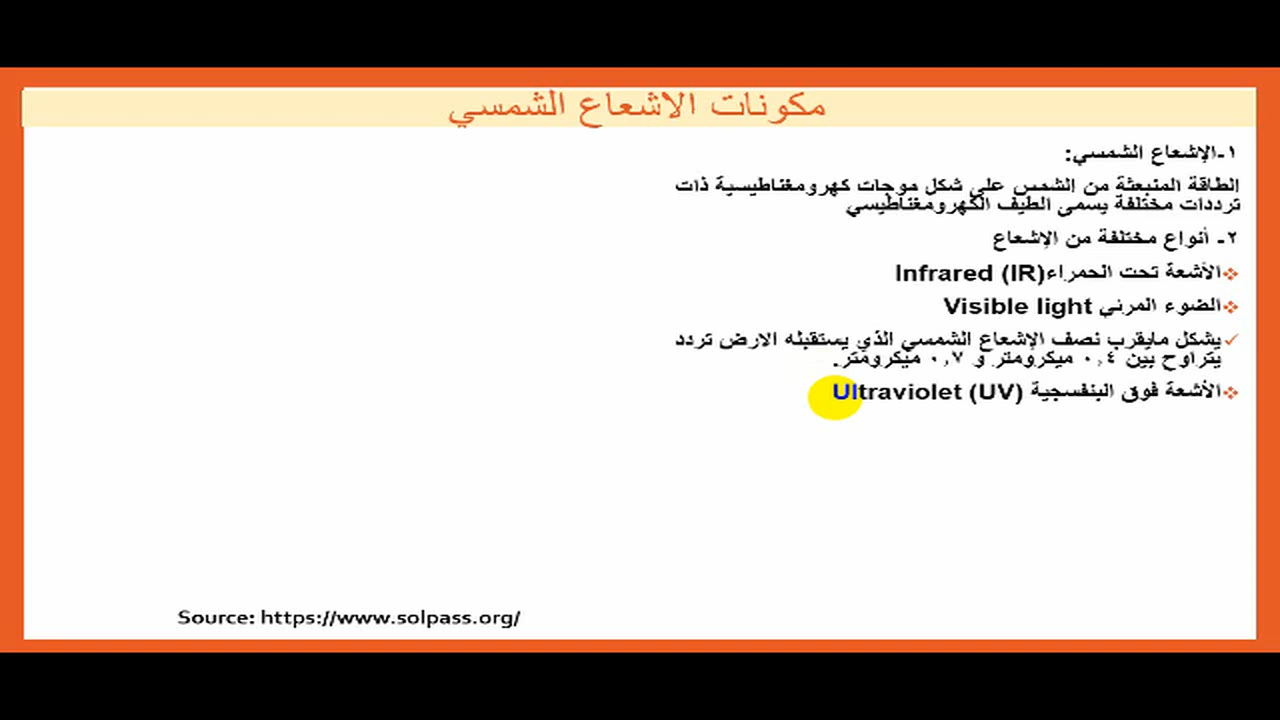 مكونات الاشعاع الشمسي
١-الإشعاع الشمسي:
الطاقة المنبعثة من الشمس على شكل موجات كهرومغناطيسية ذات
ترددات مختلفة يسمى الطيف الكهرومغناطيسي
٢- أنواع مختلفة من الإشعاع
الأشعة تحت الحمراء Infrared (IR)
الضوء المرئي Visible light
يشكل مايقرب نصف الإشعاع الشمسي الذي يستقبله الارض تردد
يتراوح بين ٠,٤ ميكرومتر و ٠,٧ ميكرومتر.
الأشعة فوق البنفسجية Ultraviolet (UV)
Source: https://www.solpass.org/